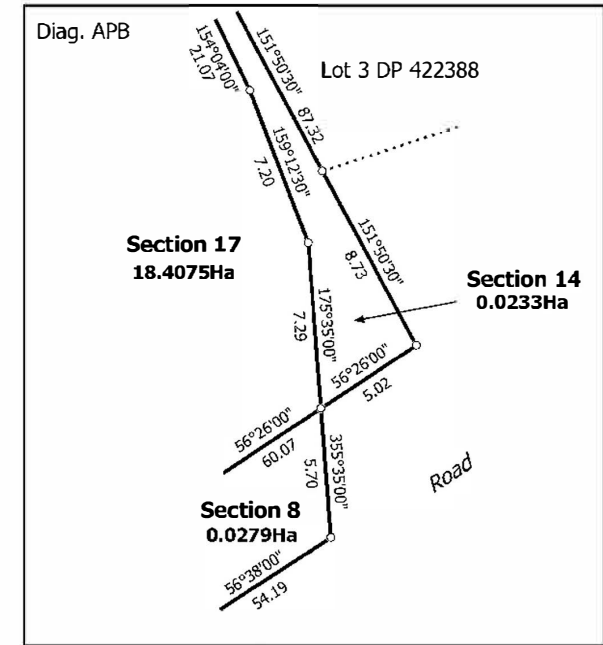 Diag. APB
154°04'00"
21.07
151°50'30"
87.32
Lot 3 DP 422388
159°12'30"
7.20
151°50'30"
8.73
Section 17
18.4075Ha
Section 14
0.0233Ha
175°35'00"
7.29
56°26'00"
5.02
56°26'00"
60.07
355°35'00"
5.70
Road
Section 8
0.0279Ha
56°38'00"
54.19